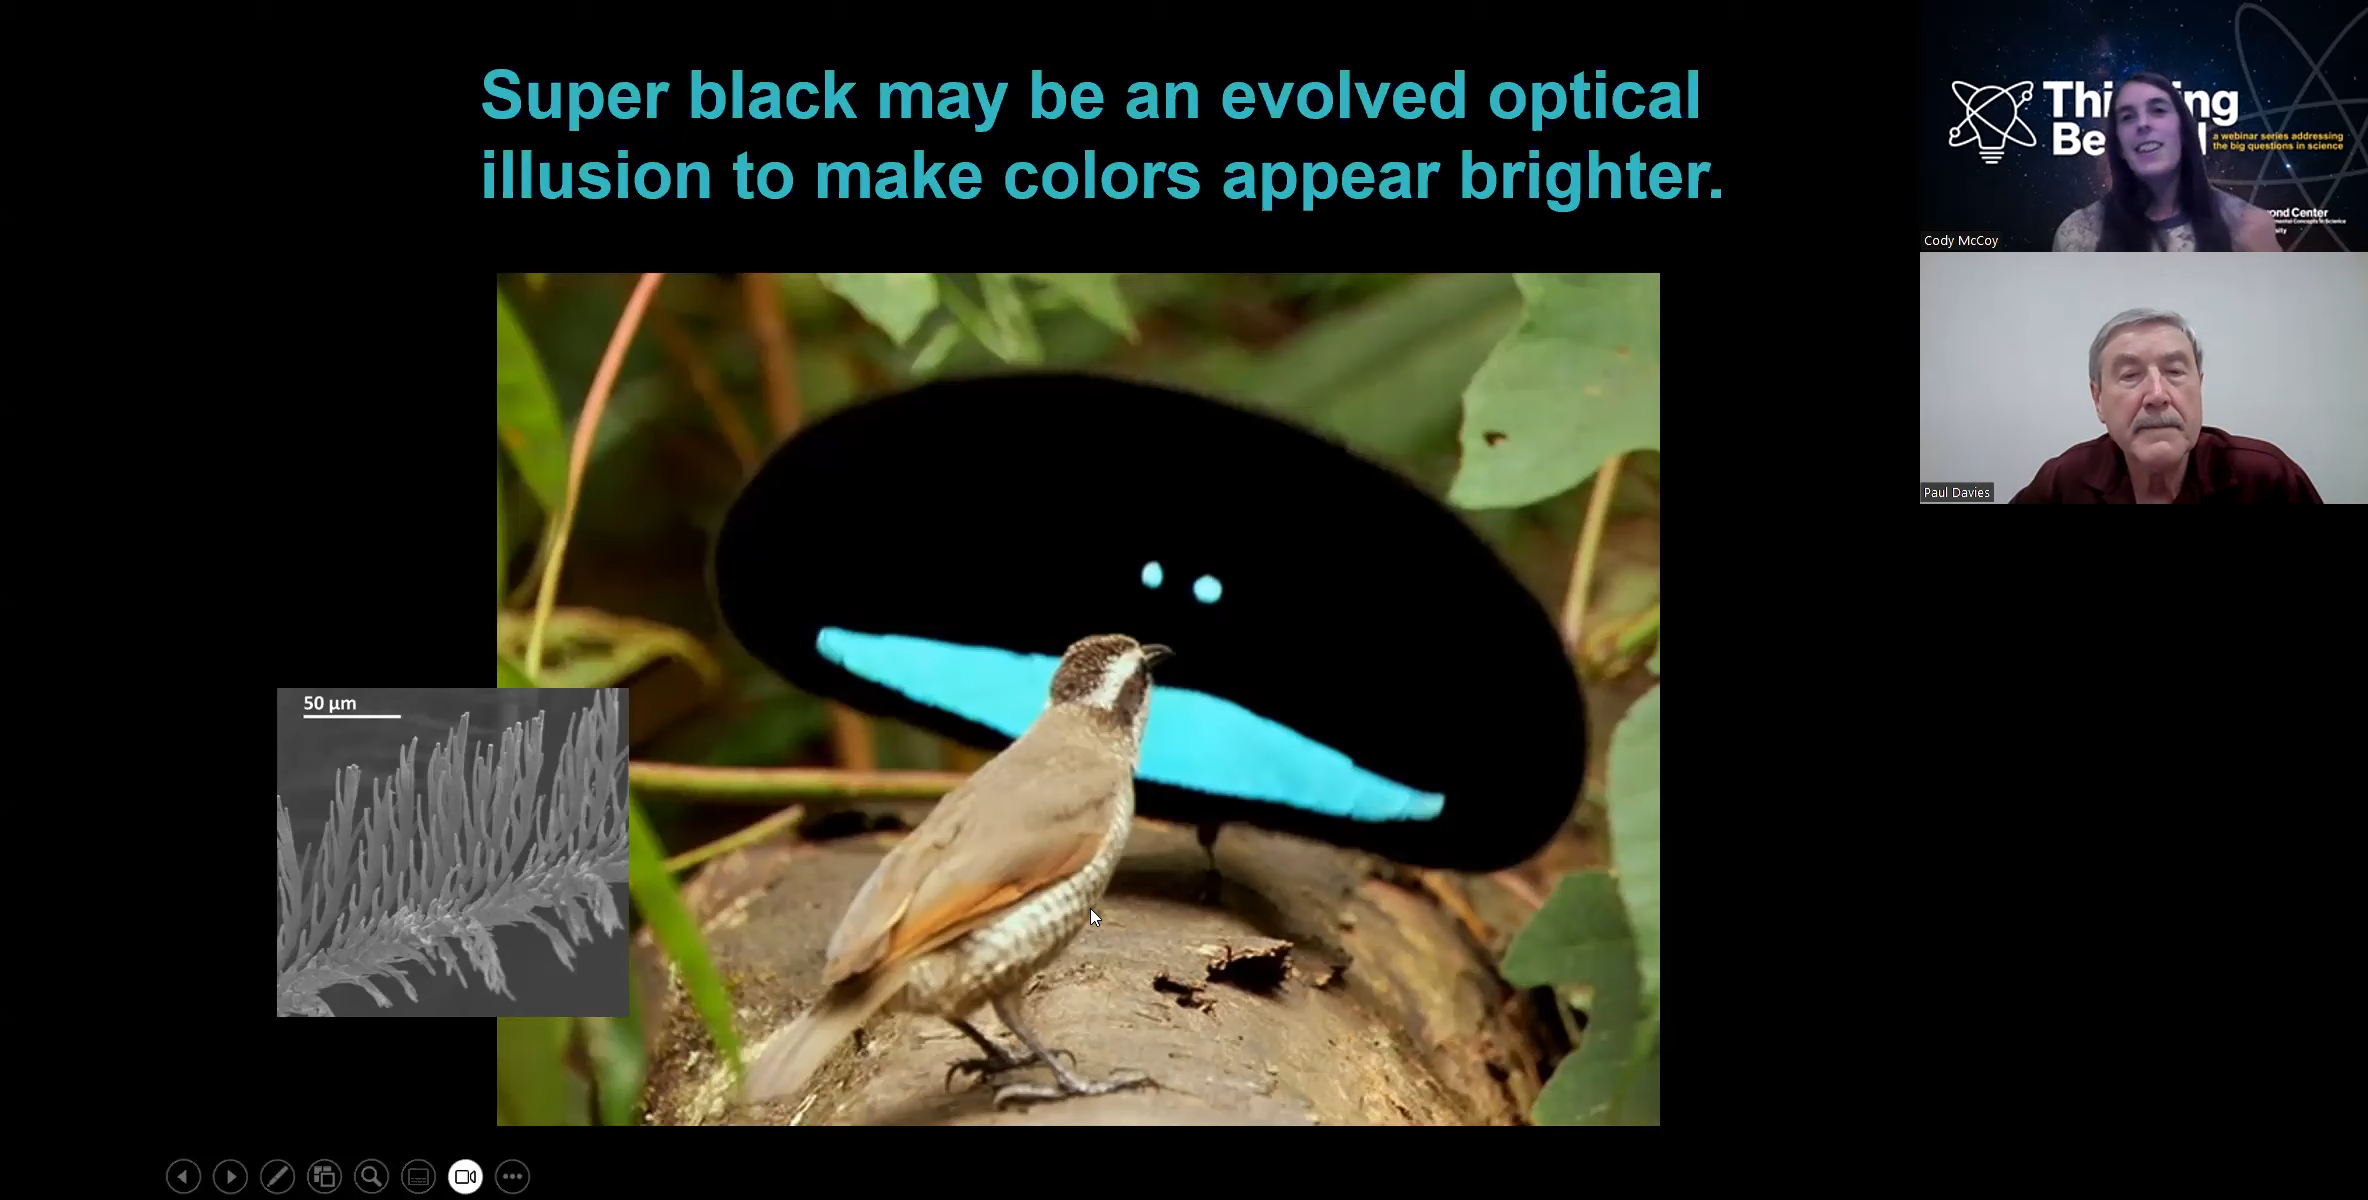 Super black may be an evolved optical
illusion to make colors appear brighter.
50 µm
a webinar series addressing
the big questions in science
Center
Cody McCoy
Paul Davies